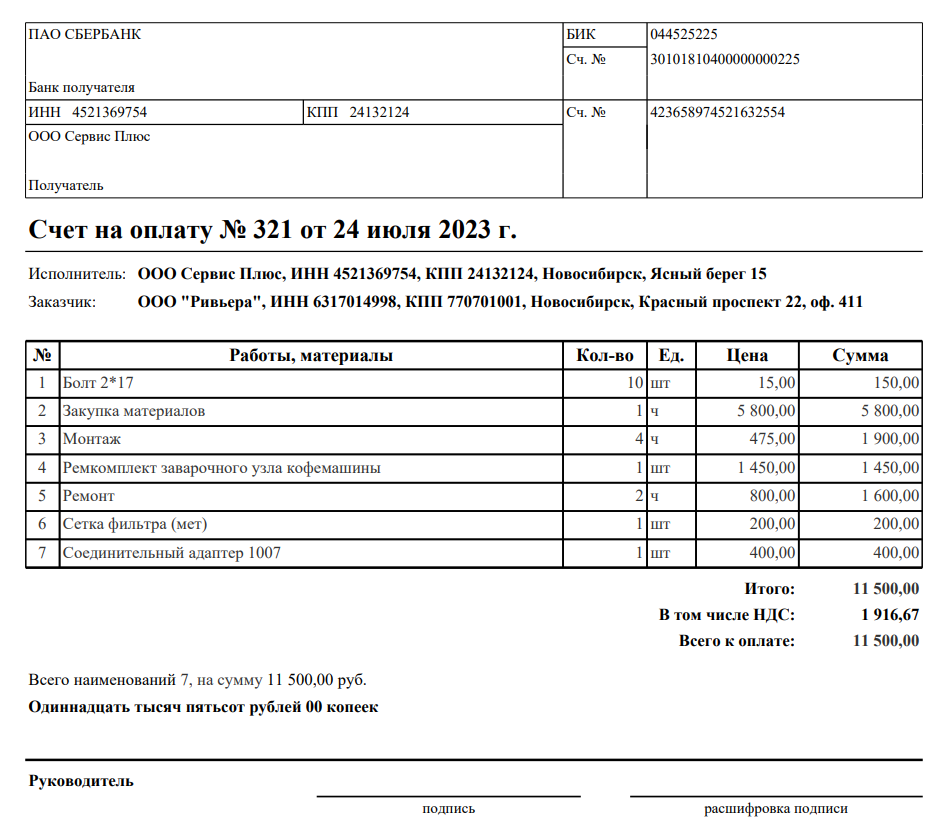 ПАО СБЕРБАНК БИК 044525225
Сч. № 30101810400000000225
Банк получателя
ИНН 4521369754 КПП 24132124 Сч. № 423658974521632554
ООО Сервис Плюс
Получатель
Счет на оплату № 321 от 24 июля 2023 г.
Исполнитель: ООО Сервис Плюс, ИНН 4521369754, КПП 24132124, Новосибирск, Ясный берег 15
Заказчик: ООО "Ривьера", ИНН 6317014998, КПП 770701001, Новосибирск, Красный проспект 22, оф. 411
№ Работы, материалы Кол-во Ед. Цена Сумма
1 Болт 2*17 10 шт 15,00 150,00
2 Закупка материалов 1 ч 5 800,00 5 800,00
3 Монтаж 4 ч 475,00 1 900,00
4 Ремкомплект заварочного узла кофемашины 1 шт 1 450,00 1 450,00
5 Ремонт 2 ч 800,00 1 600,00
6 Сетка фильтра (мет) 1 шт 200,00 200,00
7 Соединительный адаптер 1007 1 шт 400,00 400,00
Итого: 11 500,00
В том числе НДС: 1 916,67
Всего к оплате: 11 500,00
Всего наименований 7, на сумму 11 500,00 руб.
Одиннадцать тысяч пятьсот рублей 00 копеек
Руководитель
подпись расшифровка подписи